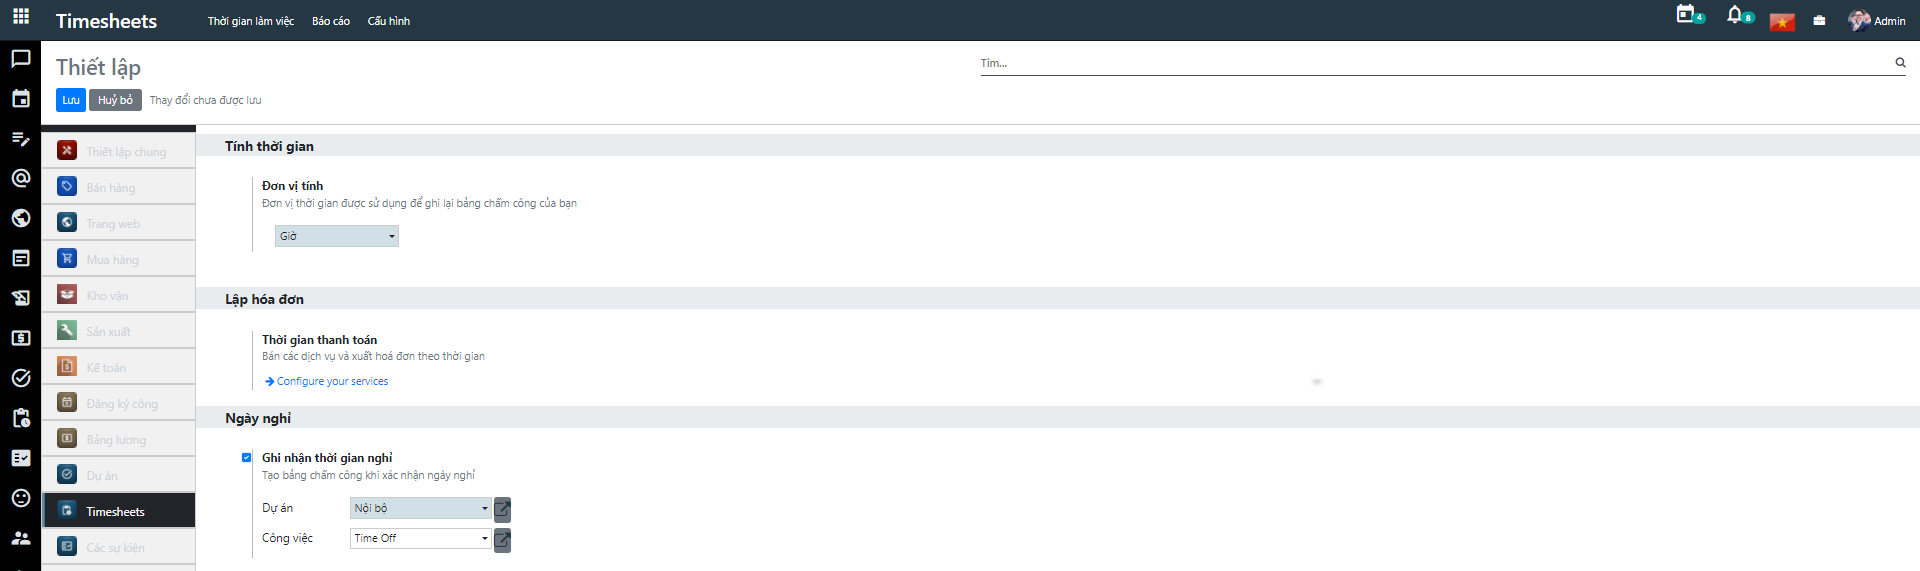 Timesheets
Thời gian làm việc
Báo cáo
Cấu hình
4
8
Admin
Thiết lập
Tìm...
Lưu
Huỷ bỏ
Thay đổi chưa được lưu
Thiết lập chung
Bán hàng
Trang web
Mua hàng
Kho vận
Sản xuất
Kế toán
Đăng ký công
Bảng lương
Dự án
Timesheets
Các sự kiện
Tính thời gian
Đơn vị tính
Đơn vị thời gian được sử dụng để ghi lại bảng chấm công của bạn
Giờ
Lập hóa đơn
Thời gian thanh toán
Bán các dịch vụ và xuất hoá đơn theo thời gian
Configure your services
Ngày nghỉ
Ghi nhận thời gian nghỉ
Tạo bảng chấm công khi xác nhận ngày nghỉ
Dự án
Nội bộ
Công việc
Time Off